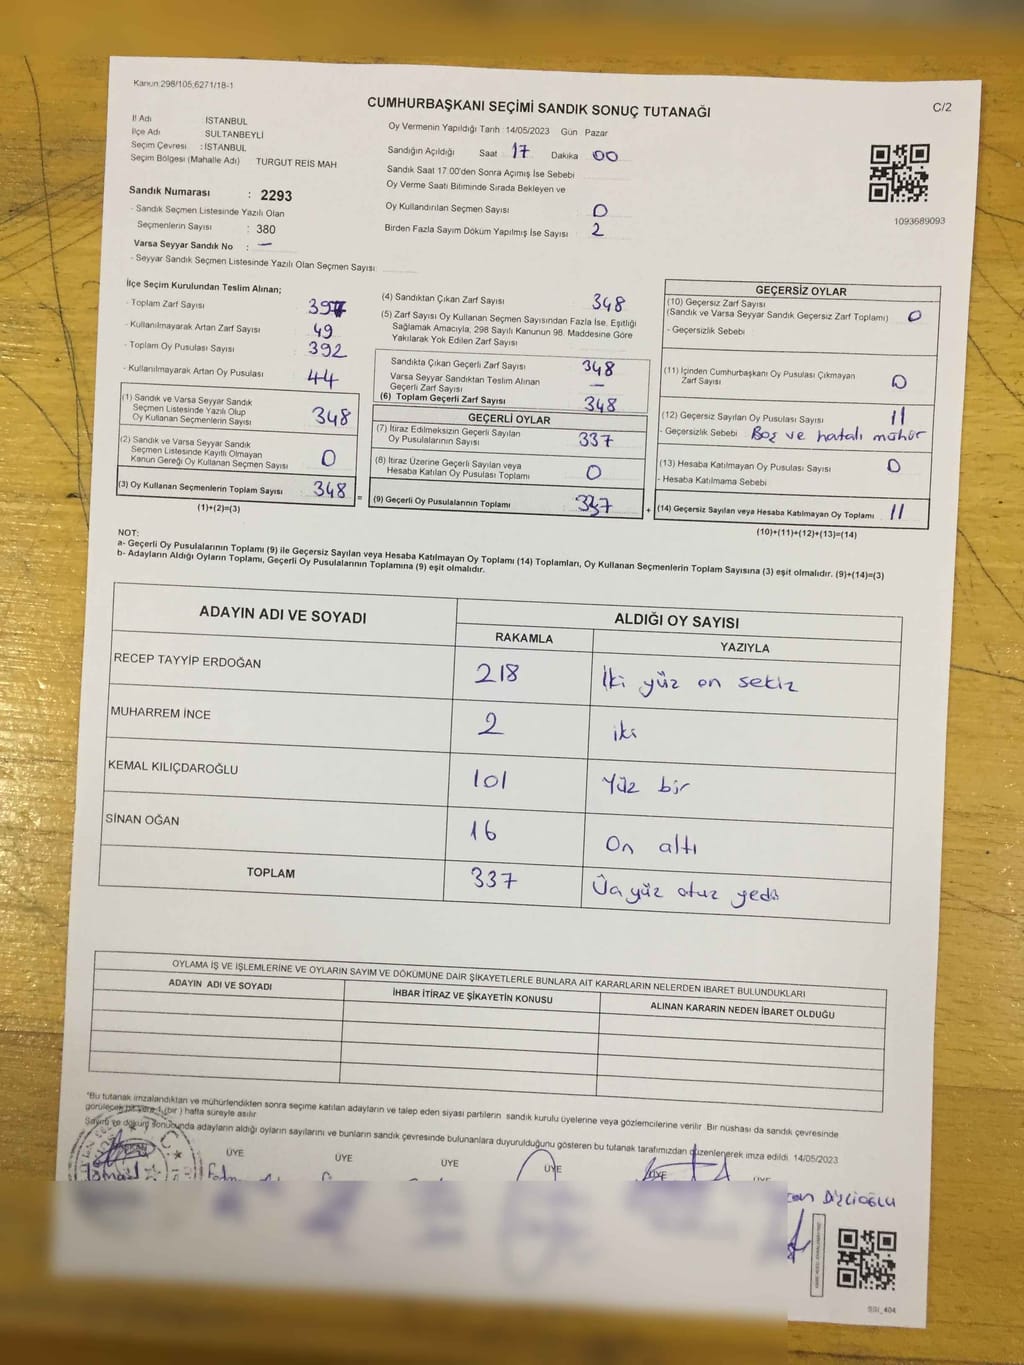 Kanun:298/105;6271/18-1
C/2
CUMHURBAŞKANI SEÇİMİ SANDIK SONUÇ TUTANAĞI
İl Adı İSTANBUL
İlçe Adı SULTANBEYLİ
Seçim Çevresi : İSTANBUL
Seçim Bölgesi (Mahalle Adı) TURGUT REİS MAH
Sandık Numarası : 2293
- Sandık Seçmen Listesinde Yazılı Olan
Seçmenlerin Sayısı : 380
Varsa Seyyar Sandık No : —
- Seyyar Sandık Seçmen Listesinde Yazılı Olan Seçmen Sayısı:
Oy Vermenin Yapıldığı Tarih 14/05/2023 Gün Pazar
Sandığın Açıldığı Saat 17 Dakika 00
Sandık Saat 17.00'den Sonra Açımış İse Sebebi
Oy Verme Saati Bitiminde Sırada Bekleyen ve
Oy Kullandırılan Seçmen Sayısı 0
Birden Fazla Sayım Döküm Yapılmış İse Sayısı 2
1093689093
İlçe Seçim Kurulundan Teslim Alınan;
- Toplam Zarf Sayısı 397
- Kullanılmayarak Artan Zarf Sayısı 49
- Toplam Oy Pusulası Sayısı 392
- Kullanılmayarak Artan Oy Pusulası 44
(1) Sandık ve Varsa Seyyar Sandık
Seçmen Listesinde Yazılı Olup
Oy Kullanan Seçmenlerin Sayısı 348
(2) Sandık ve Varsa Seyyar Sandık
Seçmen Listesinde Kayıtlı Olmayan
Kanun Gereği Oy Kullanan Seçmen Sayısı 0
(3) Oy Kullanan Seçmenlerin Toplam Sayısı 348
(1)+(2)=(3)
=
(4) Sandıktan Çıkan Zarf Sayısı 348
(5) Zarf Sayısı Oy Kullanan Seçmen Sayısından Fazla İse, Eşitliği
Sağlamak Amacıyla, 298 Sayılı Kanunun 98. Maddesine Göre
Yakılarak Yok Edilen Zarf Sayısı
Sandıkta Çıkan Geçerli Zarf Sayısı 348
Varsa Seyyar Sandıktan Teslim Alınan
Geçerli Zarf Sayısı —
(6) Toplam Geçerli Zarf Sayısı 348
GEÇERLİ OYLAR
(7) İtiraz Edilmeksizin Geçerli Sayılan
Oy Pusulalarının Sayısı 337
(8) İtiraz Üzerine Geçerli Sayılan veya
Hesaba Katılan Oy Pusulası Toplamı 0
(9) Geçerli Oy Pusulalarının Toplamı 337
+
GEÇERSİZ OYLAR
(10) Geçersiz Zarf Sayısı
(Sandık ve Varsa Seyyar Sandık Geçersiz Zarf Toplamı) 0
- Geçersizlik Sebebi
(11) İçinden Cumhurbaşkanı Oy Pusulası Çıkmayan
Zarf Sayısı 0
(12) Geçersiz Sayılan Oy Pusulası Sayısı 11
- Geçersizlik Sebebi Boş ve hatalı mühür
(13) Hesaba Katılmayan Oy Pusulası Sayısı 0
- Hesaba Katılmama Sebebi
(14) Geçersiz Sayılan veya Hesaba Katılmayan Oy Toplamı 11
(10)+(11)+(12)+(13)=(14)
NOT:
a- Geçerli Oy Pusulalarının Toplamı (9) ile Geçersiz Sayılan veya Hesaba Katılmayan Oy Toplamı (14) Toplamları, Oy Kullanan Seçmenlerin Toplam Sayısına (3) eşit olmalıdır. (9)+(14)=(3)
b- Adayların Aldığı Oyların Toplamı, Geçerli Oy Pusulalarının Toplamına (9) eşit olmalıdır.
ADAYIN ADI VE SOYADI
ALDIĞI OY SAYISI
RAKAMLA YAZIYLA
RECEP TAYYİP ERDOĞAN 218 İki yüz on sekiz
MUHARREM İNCE 2 iki
KEMAL KILIÇDAROĞLU 101 Yüz bir
SİNAN OĞAN 16 On altı
TOPLAM 337 Üç yüz otuz yedi
OYLAMA İŞ VE İŞLEMLERİNE VE OYLARIN SAYIM VE DÖKÜMÜNE DAİR ŞİKAYETLERLE BUNLARA AİT KARARLARIN NELERDEN İBARET BULUNDUKLARI
ADAYIN ADI VE SOYADI
İHBAR İTİRAZ VE ŞİKAYETİN KONUSU
ALINAN KARARIN NEDEN İBARET OLDUĞU
*Bu tutanak imzalandıktan ve mühürlendikten sonra seçime katılan adayların ve talep eden siyasi partilerin sandık kurulu üyelerine veya gözlemcilerine verilir. Bir nüshası da sandık çevresinde
görülecek bir yere 1 (bir) hafta süreyle asılır.
Sayım ve döküm sonucunda adayların aldığı oyların sayılarını ve bunların sandık çevresinde bulunanlara duyurulduğunu gösteren bu tutanak tarafımızdan düzenlenerek imza edildi. 14/05/2023
ÜYE ÜYE ÜYE ÜYE ÜYE ÜYE
İsmail
Dizlioğlu
SSI_404